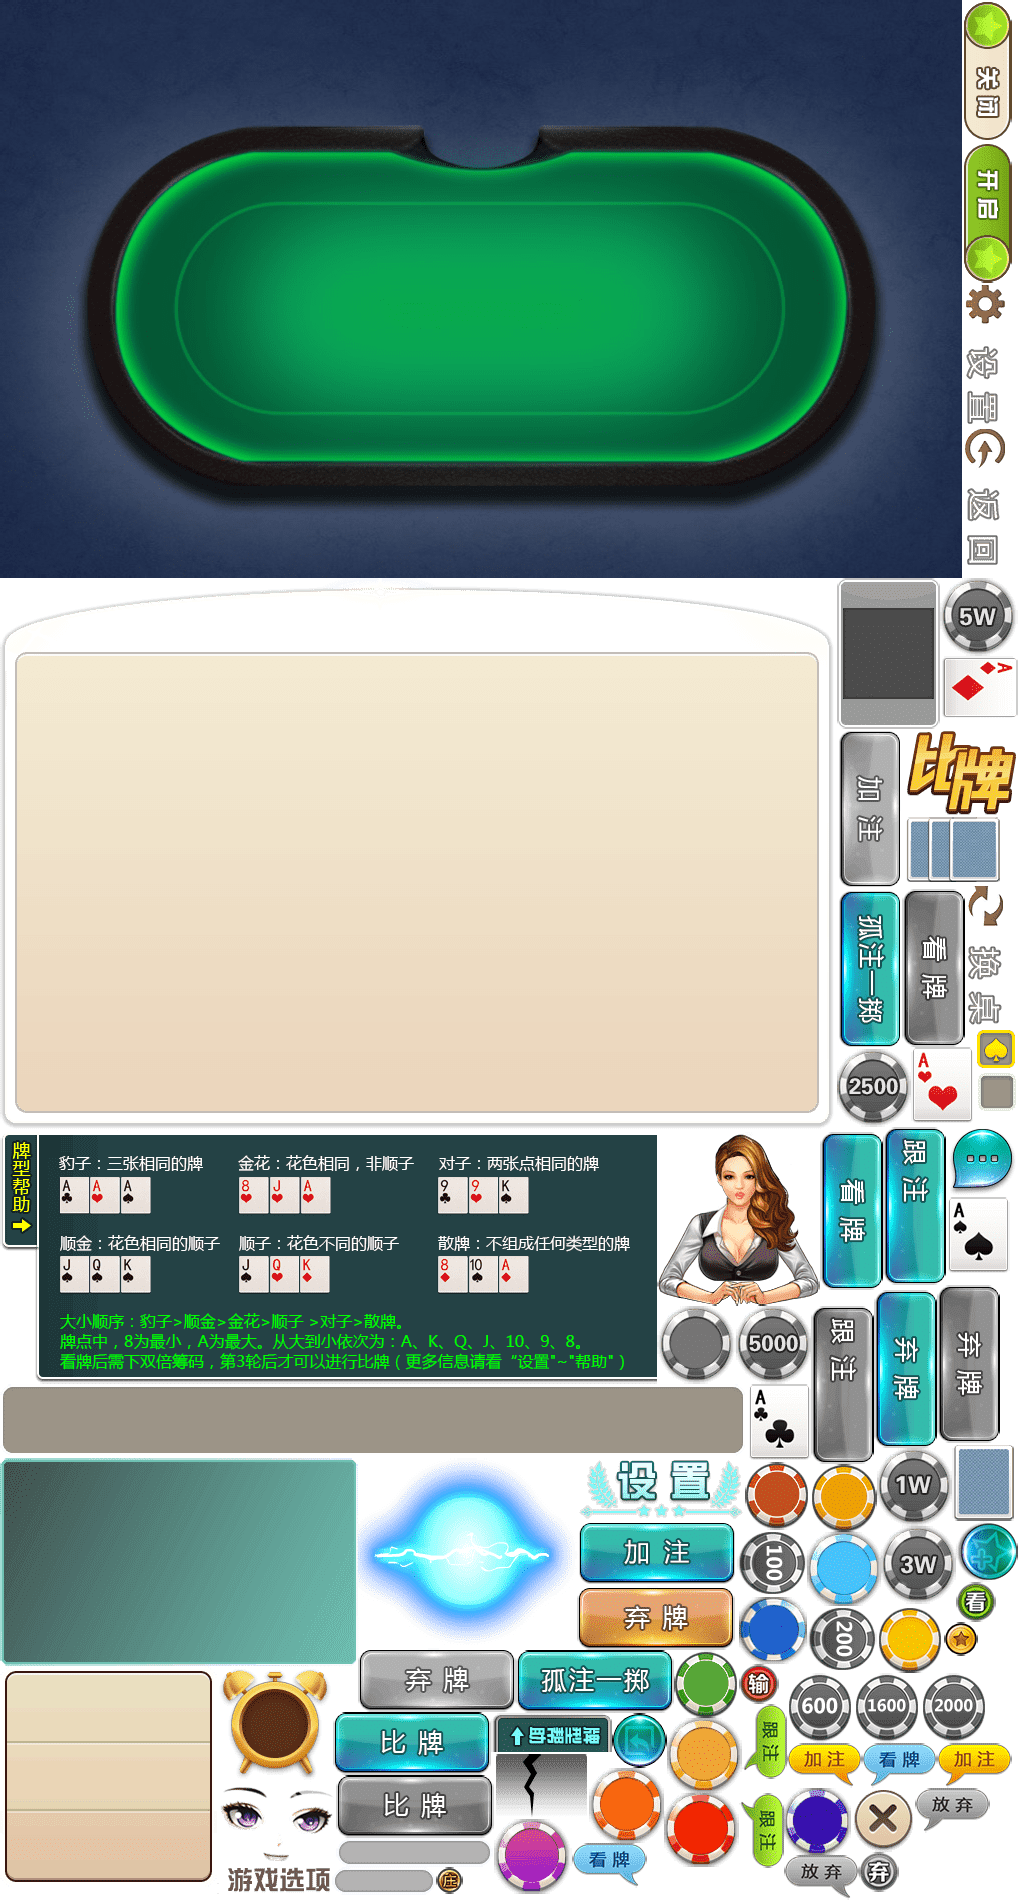 关闭
开启
设置
返回
5W
A
比牌
加注
孤注一掷
看牌
换桌
2500
A
牌型帮助
豹子：三张相同的牌
金花：花色相同，非顺子
对子：两张点相同的牌
A A A
8 J A
9 9 K
顺金：花色相同的顺子
顺子：花色不同的顺子
散牌：不组成任何类型的牌
J Q K
J Q K
8 10 A
大小顺序：豹子>顺金>金花>顺子 >对子>散牌。
牌点中，8为最小，A为最大。从大到小依次为：A、K、Q、J、10、9、8。
看牌后需下双倍筹码，第3轮后才可以进行比牌（更多信息请看“设置"~"帮助"）
看牌
跟注
A
5000
跟注
弃牌
弃牌
A
设置
1W
加注
100
3W
弃牌
200
看
弃牌
孤注一掷
输
600
1600
2000
比牌
牌型帮助
跟注
加注
看牌
加注
比牌
跟注
放弃
看牌
放弃
弃
游戏选项
庄